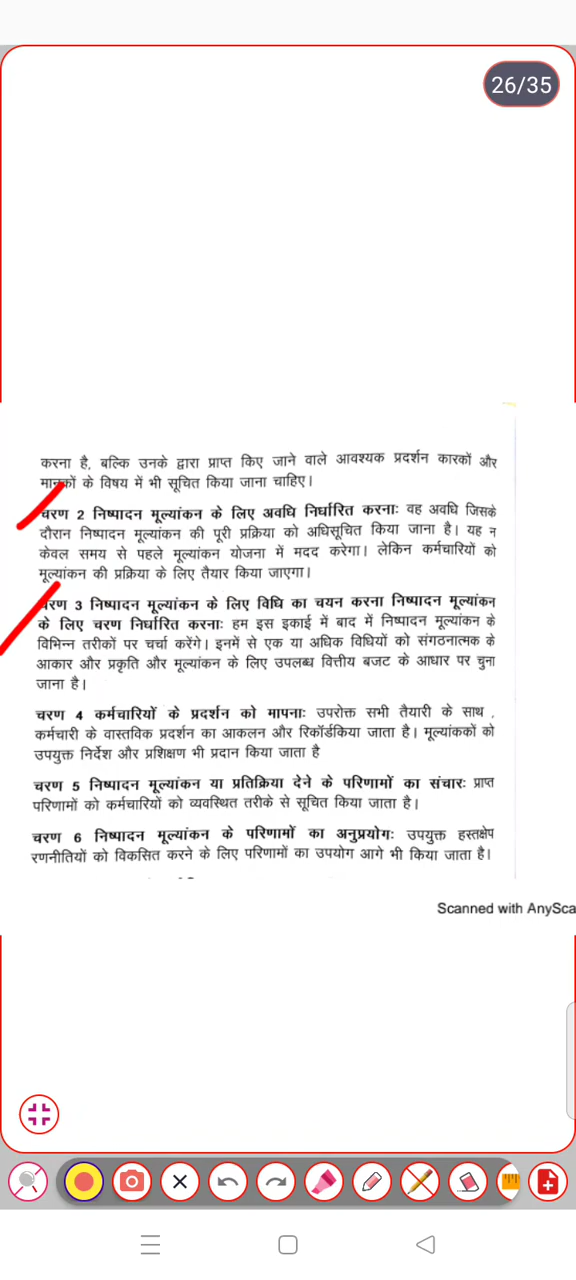 26/35
करना है, बल्कि उनके द्वारा प्राप्त किए जाने वाले आवश्यक प्रदर्शन कारकों और
मानकों के विषय में भी सूचित किया जाना चाहिए।
चरण 2 निष्पादन मूल्यांकन के लिए अवधि निर्धारित करनाः वह अवधि जिसके
दौरान निष्पादन मूल्यांकन की पूरी प्रक्रिया को अधिसूचित किया जाना है। यह न
केवल समय से पहले मूल्यांकन योजना में मदद करेगा। लेकिन कर्मचारियों को
मूल्यांकन की प्रक्रिया के लिए तैयार किया जाएगा।
चरण 3 निष्पादन मूल्यांकन के लिए विधि का चयन करना निष्पादन मूल्यांकन
के लिए चरण निर्धारित करनाः हम इस इकाई में बाद में निष्पादन मूल्यांकन के
विभिन्न तरीकों पर चर्चा करेंगे। इनमें से एक या अधिक विधियों को संगठनात्मक के
आकार और प्रकृति और मूल्यांकन के लिए उपलब्ध वित्तीय बजट के आधार पर चुना
जाना है।
चरण 4 कर्मचारियों के प्रदर्शन को मापनाः उपरोक्त सभी तैयारी के साथ ,
कर्मचारी के वास्तविक प्रदर्शन का आकलन और रिकॉर्डकिया जाता है। मूल्यांककों को
उपयुक्त निर्देश और प्रशिक्षण भी प्रदान किया जाता है
चरण 5 निष्पादन मूल्यांकन या प्रतिक्रिया देने के परिणामों का संचारः प्राप्त
परिणामों को कर्मचारियों को व्यवस्थित तरीके से सूचित किया जाता है।
चरण 6 निष्पादन मूल्यांकन के परिणामों का अनुप्रयोगः उपयुक्त हस्तक्षेप
रणनीतियों को विकसित करने के लिए परिणामों का उपयोग आगे भी किया जाता है।
Scanned with AnySca